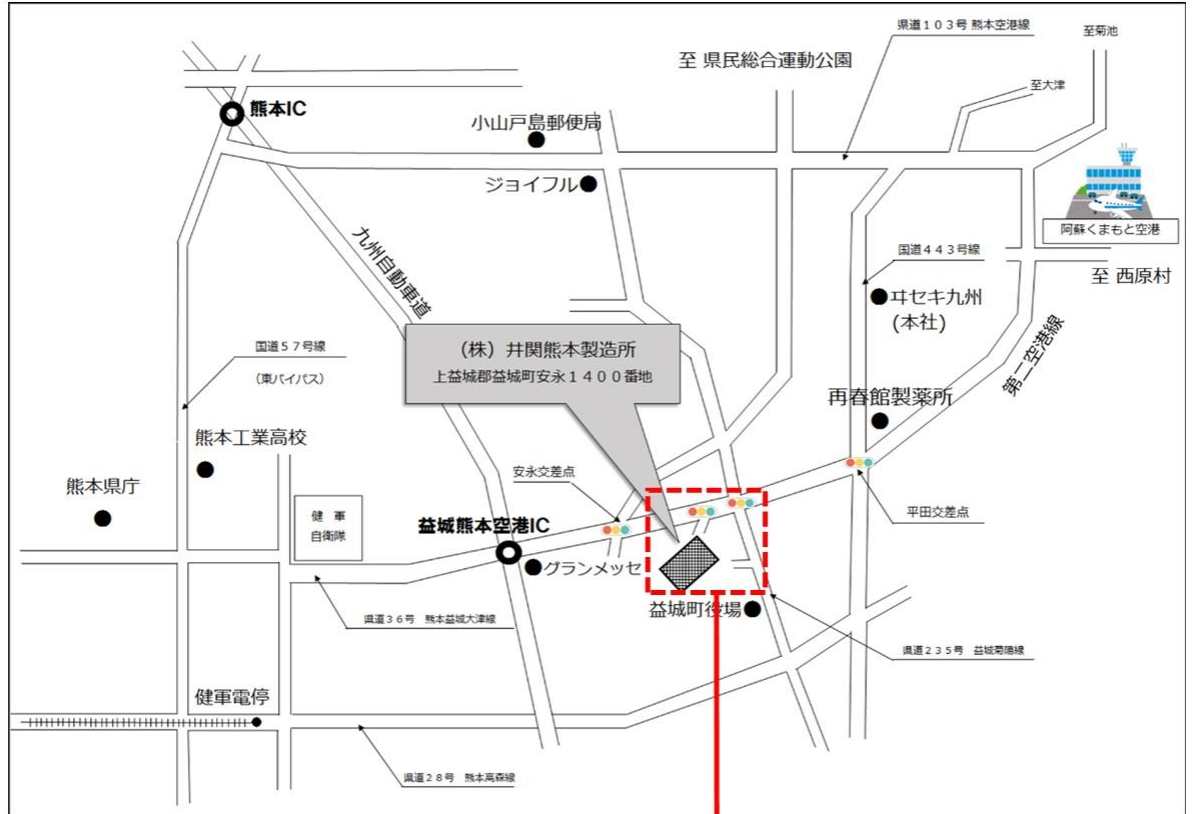 県道１０３号 熊本空港線
至菊池
至 県民総合運動公園
至大津
熊本IC
小山戸島郵便局
ジョイフル
阿蘇くまもと空港
九州自動車道
国道４４３号線
至 西原村
ヰセキ九州
(本社)
国道５７号線
（東バイパス）
（株）井関熊本製造所
上益城郡益城町安永１４００番地
第二空港線
再春館製薬所
熊本工業高校
安永交差点
熊本県庁
健 軍
自衛隊
益城熊本空港IC
平田交差点
グランメッセ
益城町役場
県道３６号　熊本益城大津線
県道２３５号　益城菊陽線
健軍電停
県道２８号　熊本高森線